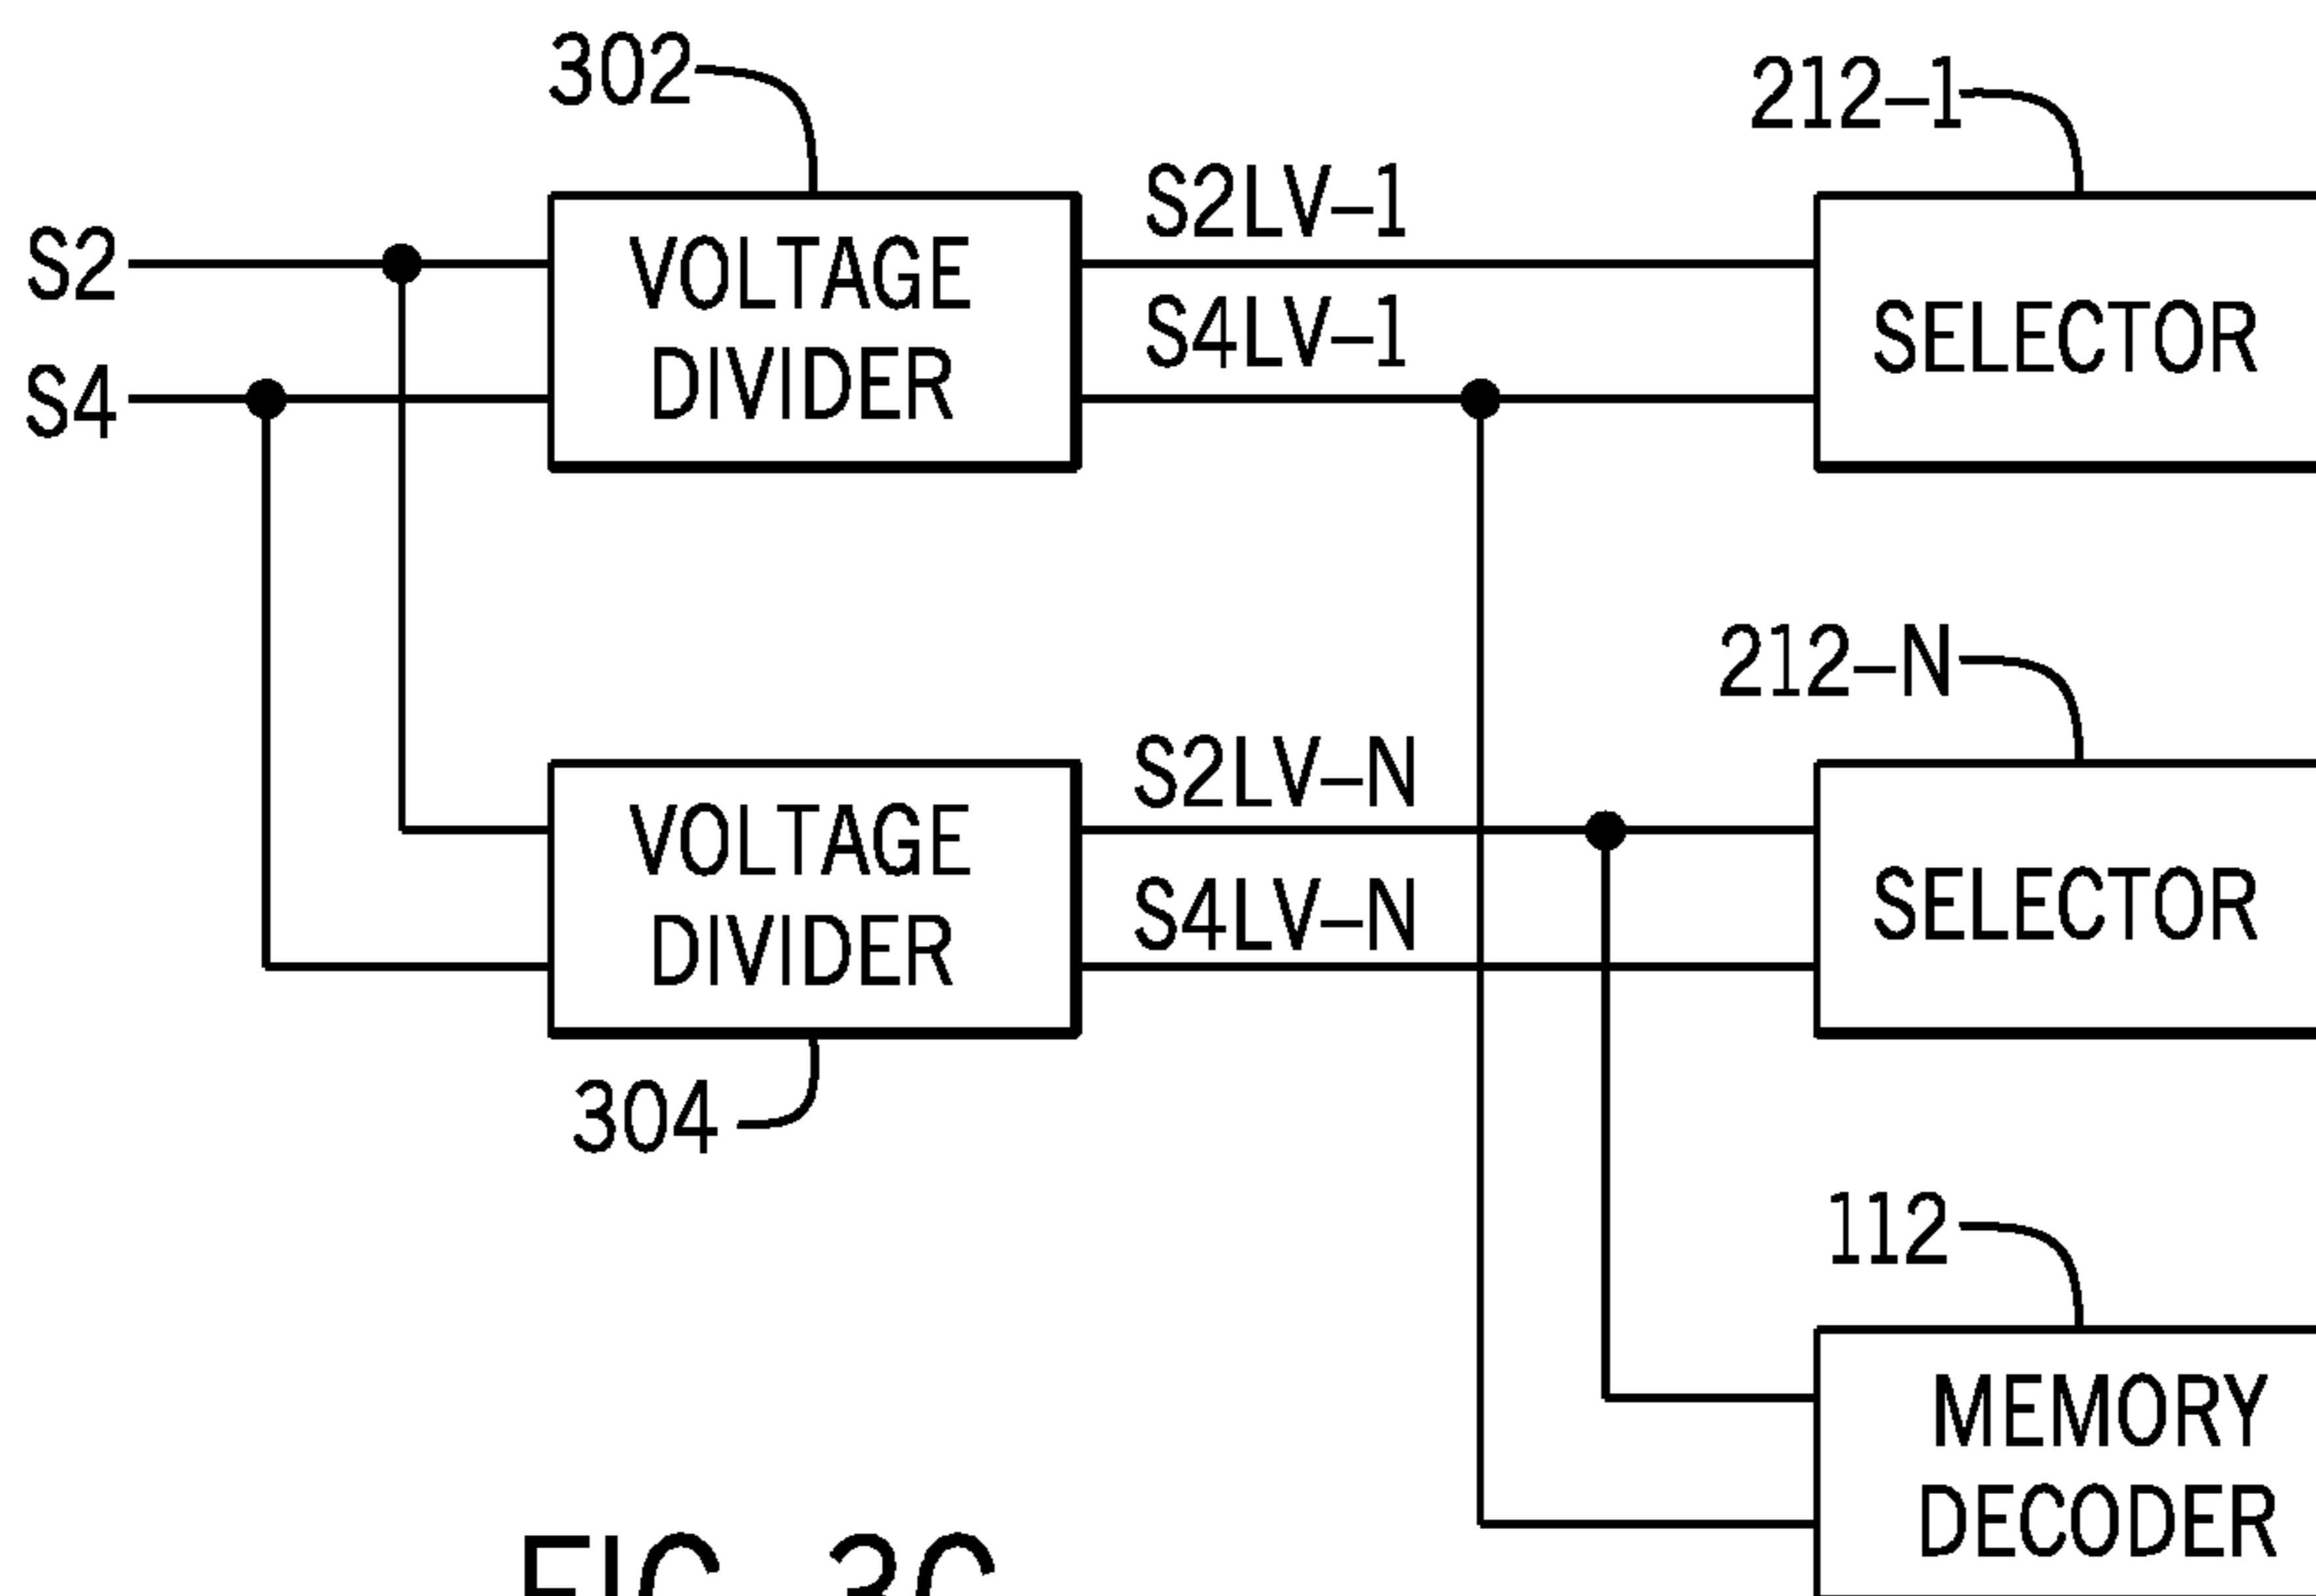 302
212-1
S2LV-1
S2
VOLTAGE
DIVIDER
S4LV-1
SELECTOR
S4
212-N
S2LV-N
VOLTAGE
DIVIDER
S4LV-N
SELECTOR
304
112
MEMORY
DECODER